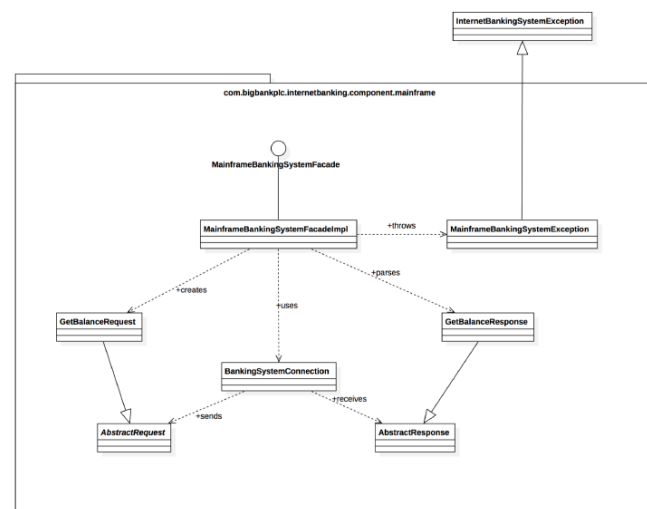 InternetBankingSystemException
com.bigbankplc.internetbanking.component.mainframe
MainframeBankingSystemFacade
MainframeBankingSystemFacadeImpl
+throws
MainframeBankingSystemException
+creates
+uses
+parses
GetBalanceRequest
GetBalanceResponse
BankingSystemConnection
+sends
+receives
AbstractRequest
AbstractResponse